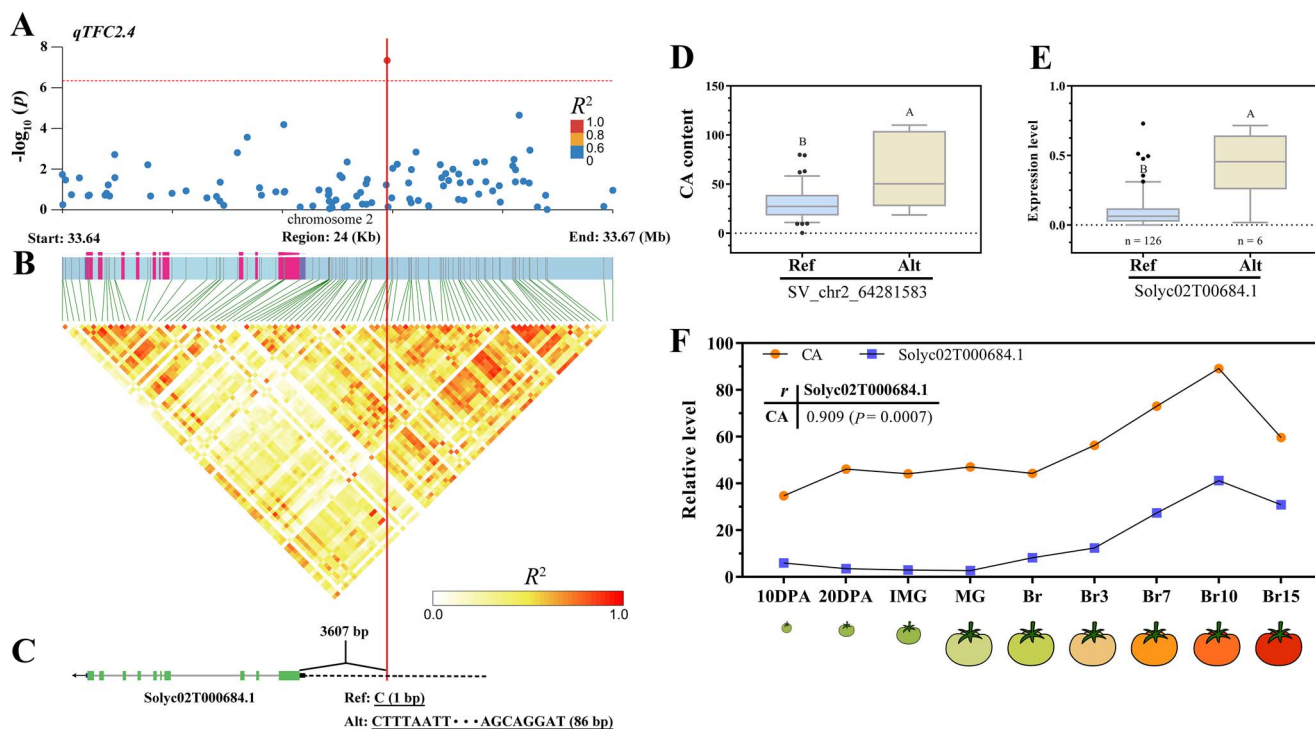 A
qTFC2.4
8
6
4
2
0
-log10 (p)
R2
1.0
0.8
0.6
0
chromosome 2
Start: 33.64
Region: 24 (Kb)
End: 33.67 (Mb)
B
R2
0.0
1.0
C
3607 bp
Solyc02T000684.1
Ref: C (1 bp)
Alt: CTTTAATT···AGCAGGAT (86 bp)
D
150
100
50
0
CA content
B
A
Ref
Alt
SV_chr2_64281583
E
1.0
0.5
0.0
Expression level
B
A
n = 126
n = 6
Ref
Alt
Solyc02T00684.1
F
CA
Solyc02T000684.1
r Solyc02T000684.1
CA 0.909 (P= 0.0007)
100
80
60
40
20
0
Relative level
10DPA 20DPA IMG MG Br Br3 Br7 Br10 Br15